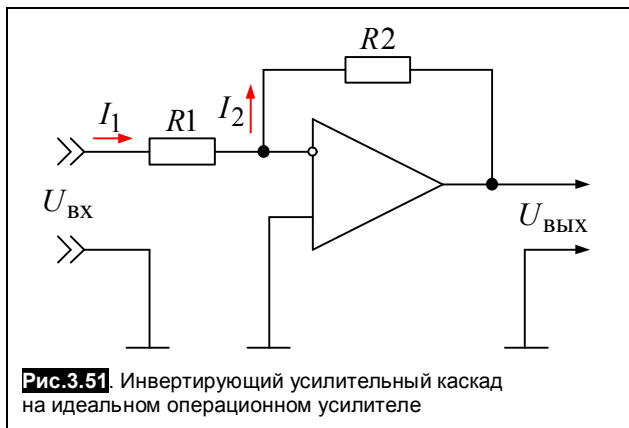 R2
I1 R1 I2
Uвх
Uвых
Рис.3.51. Инвертирующий усилительный каскад
на идеальном операционном усилителе